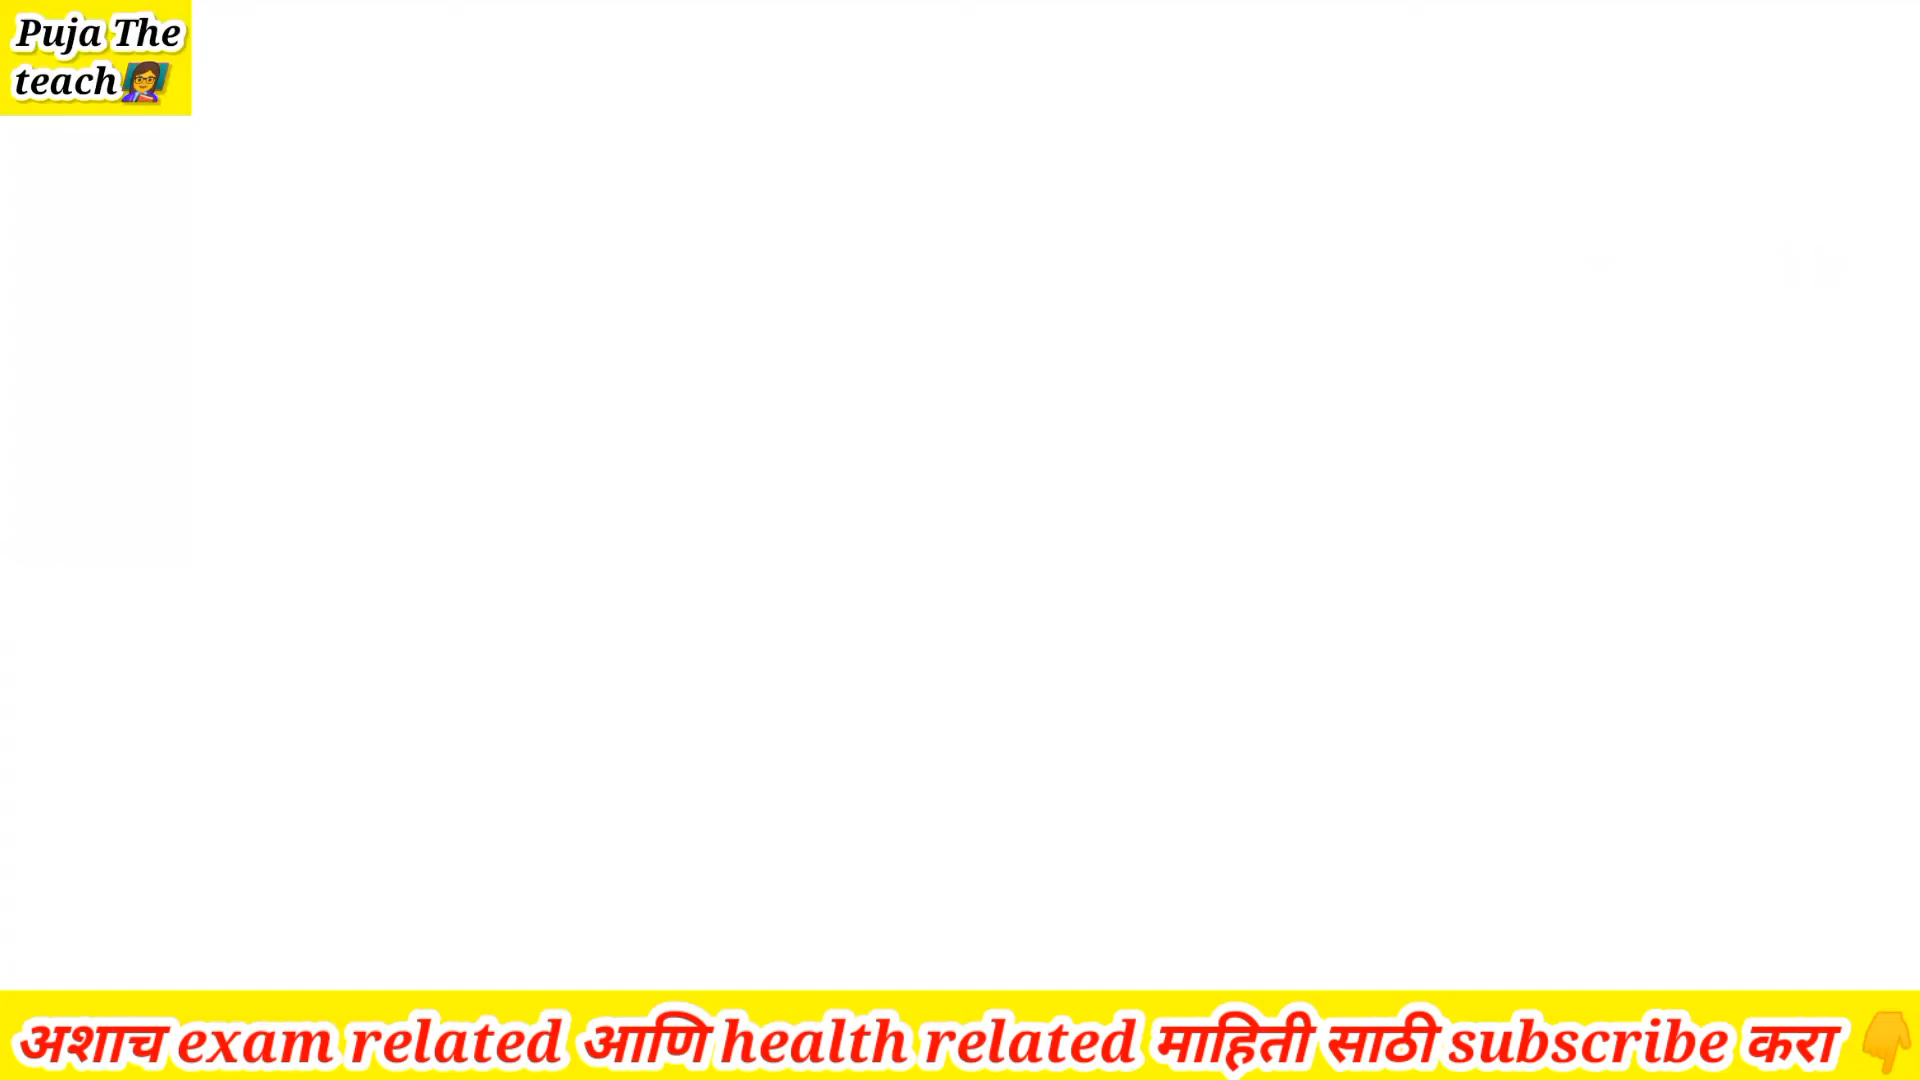 Puja The
teach👩‍🏫
अशाच exam related आणि health related माहिती साठी subscribe करा 👇